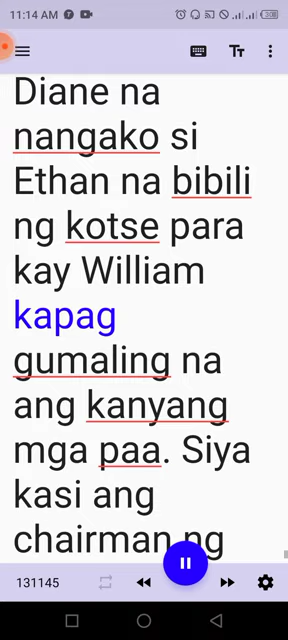 11:14 AM
Diane na
nangako si
Ethan na bibili
ng kotse para
kay William
kapag
gumaling na
ang kanyang
mga paa. Siya
kasi ang
chairman ng
131145